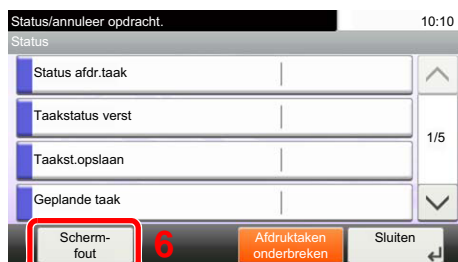 Status/annuleer opdracht.
10:10
Status
Status afdr.taak
Taakstatus verst
1/5
Taakst.opslaan
Geplande taak
Scherm-
fout
6
Afdruktaken
onderbreken
Sluiten